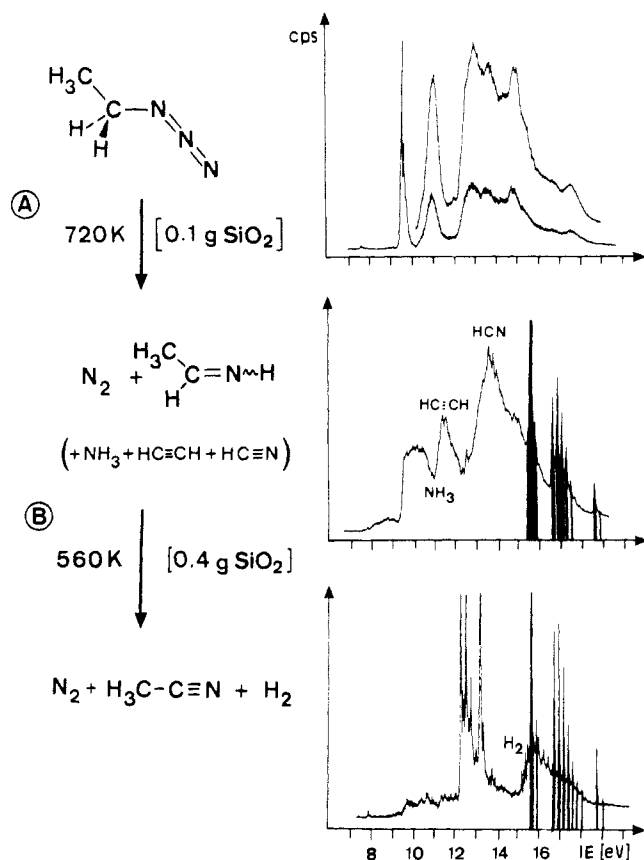 cps
H₃C
C — N
H
H
N
N
Ⓐ
720K [0.1 g SiO₂]
H₃C
N₂ + C=N~H
H
(+NH₃+HC≡CH+HC≡N)
HC≡CH
HCN
NH₃
Ⓑ
560K [0.4 g SiO₂]
N₂ + H₃C-C≡N + H₂
H₂
8 10 12 14 16 IE [eV]